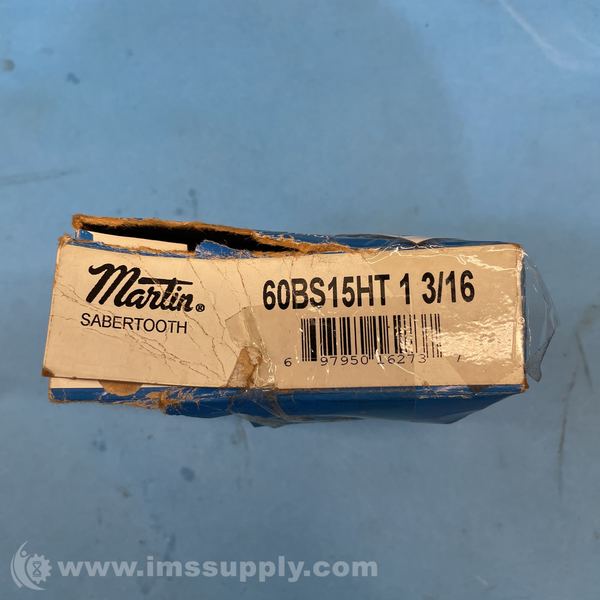 Martin®
SABERTOOTH
60BS15HT 1 3/16
6 97950 16273 7
www.imssupply.com